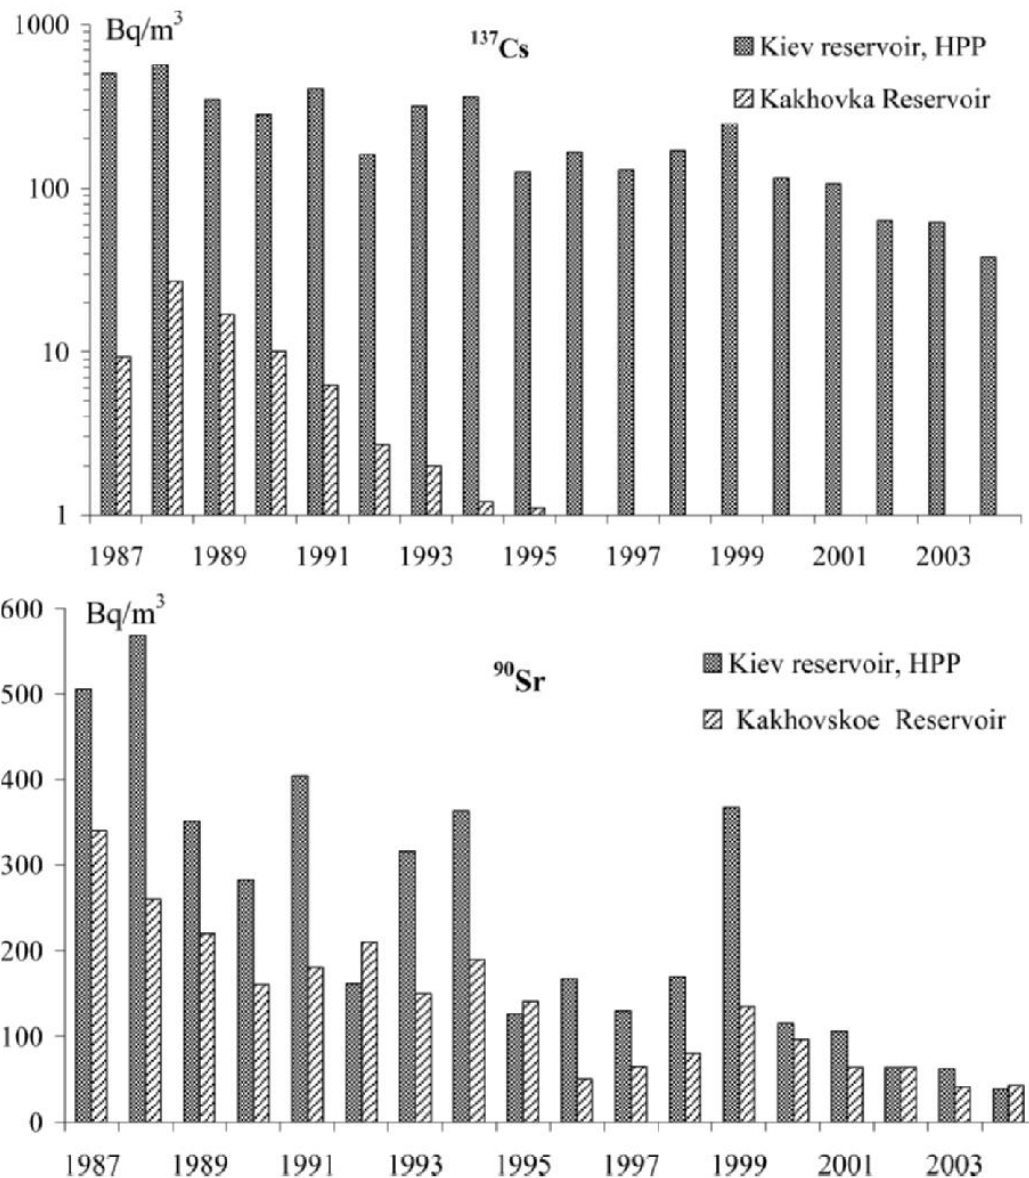 1000
Bq/m³
¹³⁷Cs
Kiev reservoir, HPP
Kakhovka Reservoir
100
10
1
1987 1989 1991 1993 1995 1997 1999 2001 2003
600
Bq/m³
⁹⁰Sr
Kiev reservoir, HPP
Kakhovskoe Reservoir
500
400
300
200
100
0
1987 1989 1991 1993 1995 1997 1999 2001 2003